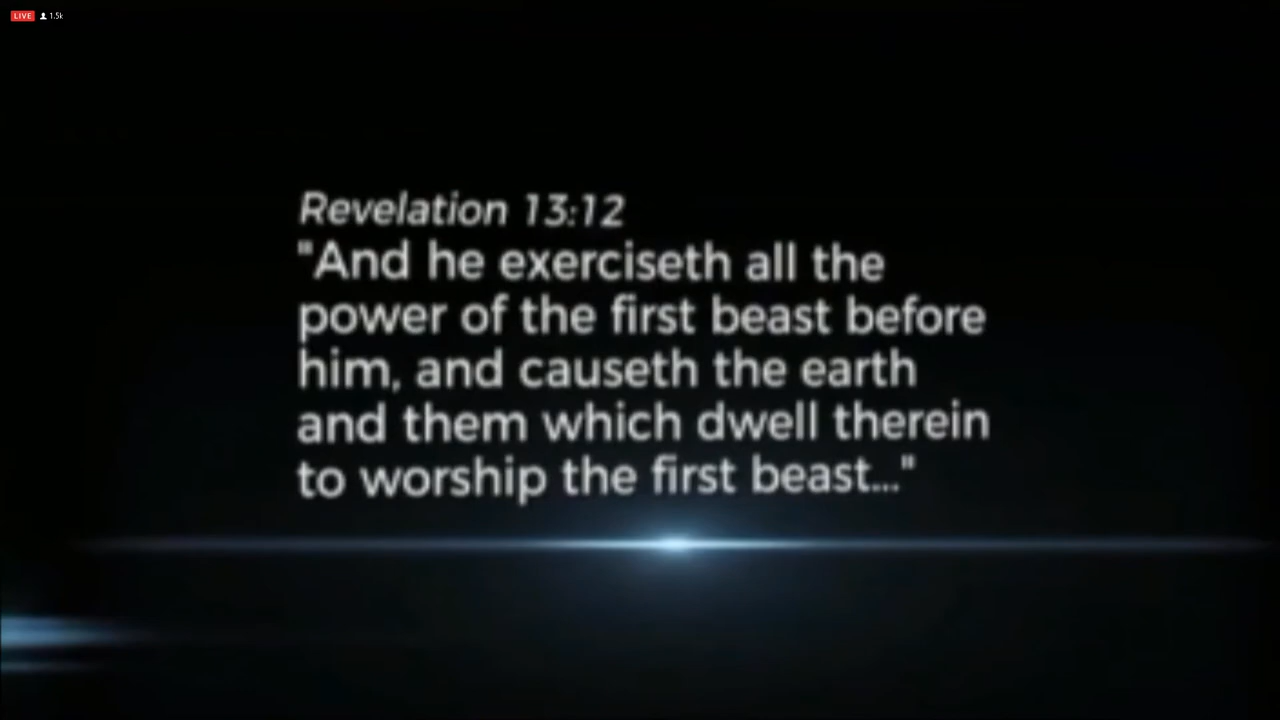 LIVE 1.5k
Revelation 13:12
"And he exerciseth all the
power of the first beast before
him, and causeth the earth
and them which dwell therein
to worship the first beast..."